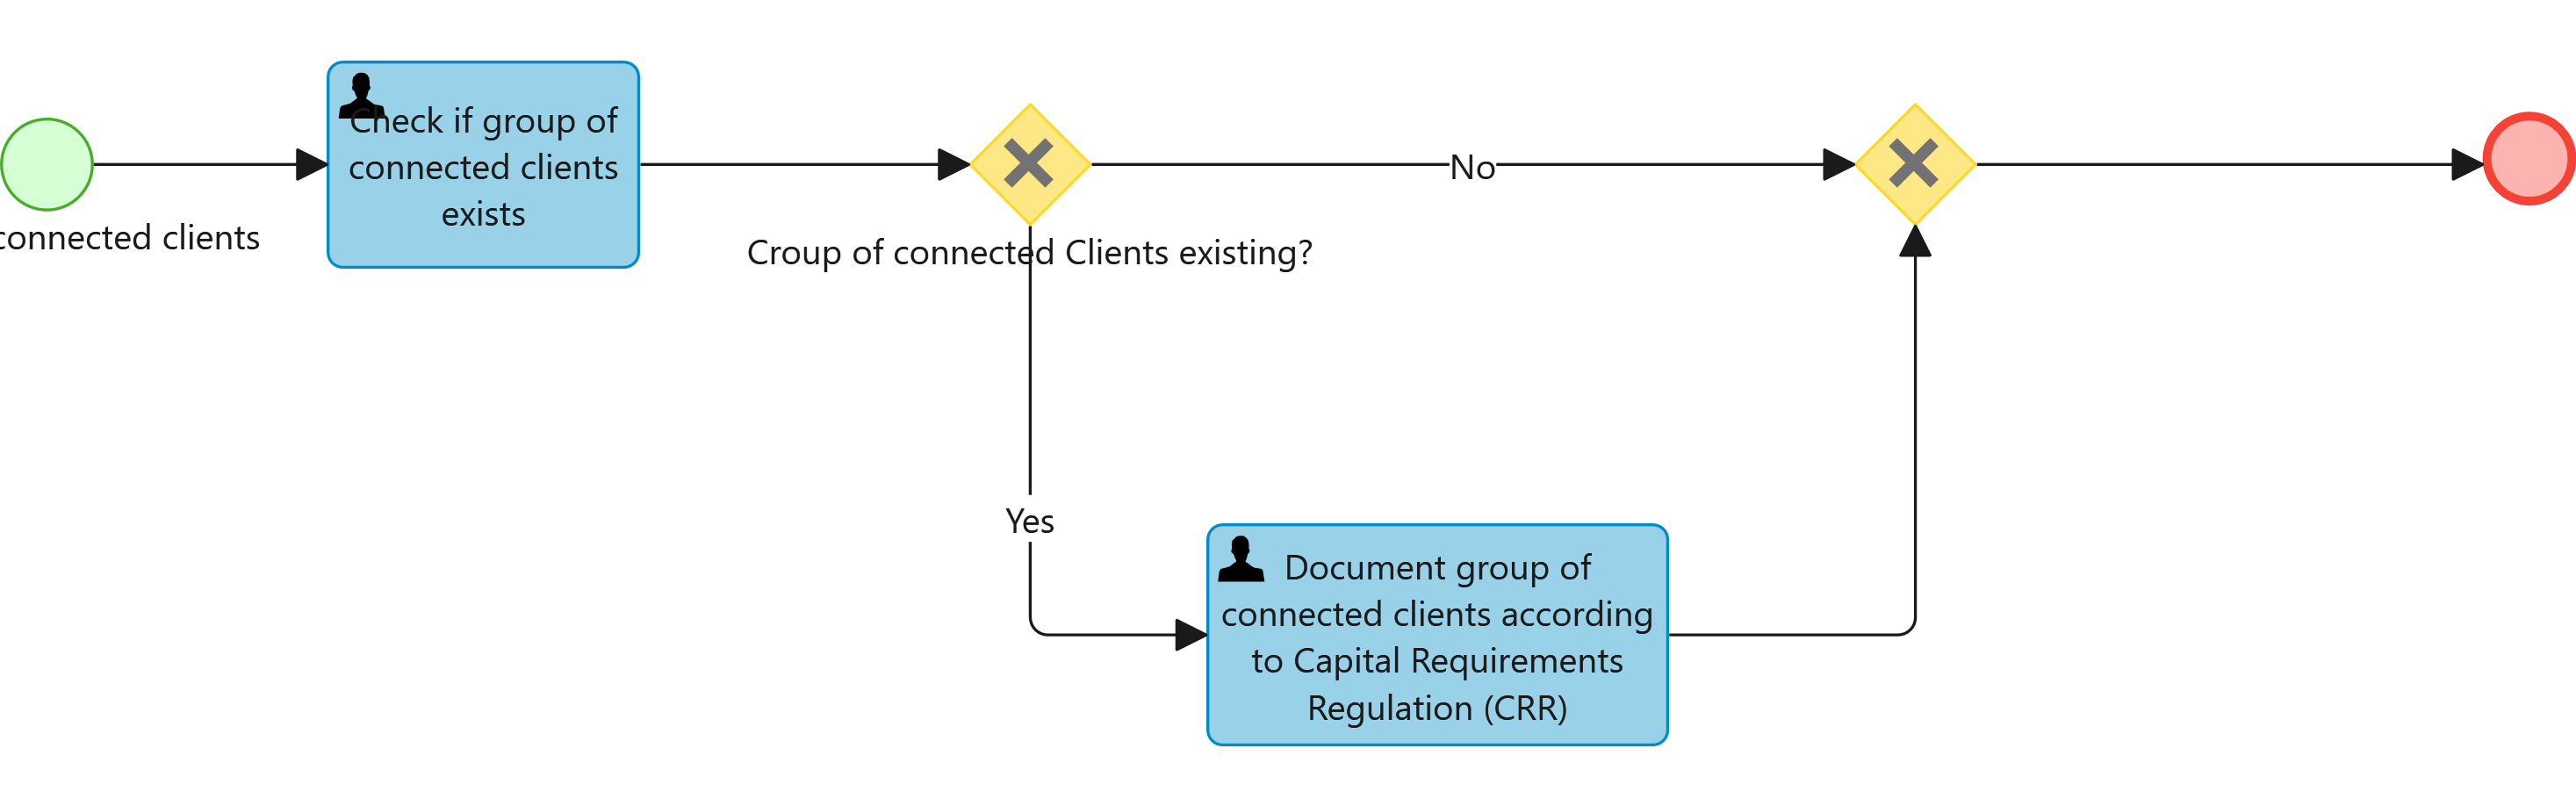 Check if group of
connected clients
exists
connected clients
Croup of connected Clients existing?
No
Yes
Document group of
connected clients according
to Capital Requirements
Regulation (CRR)